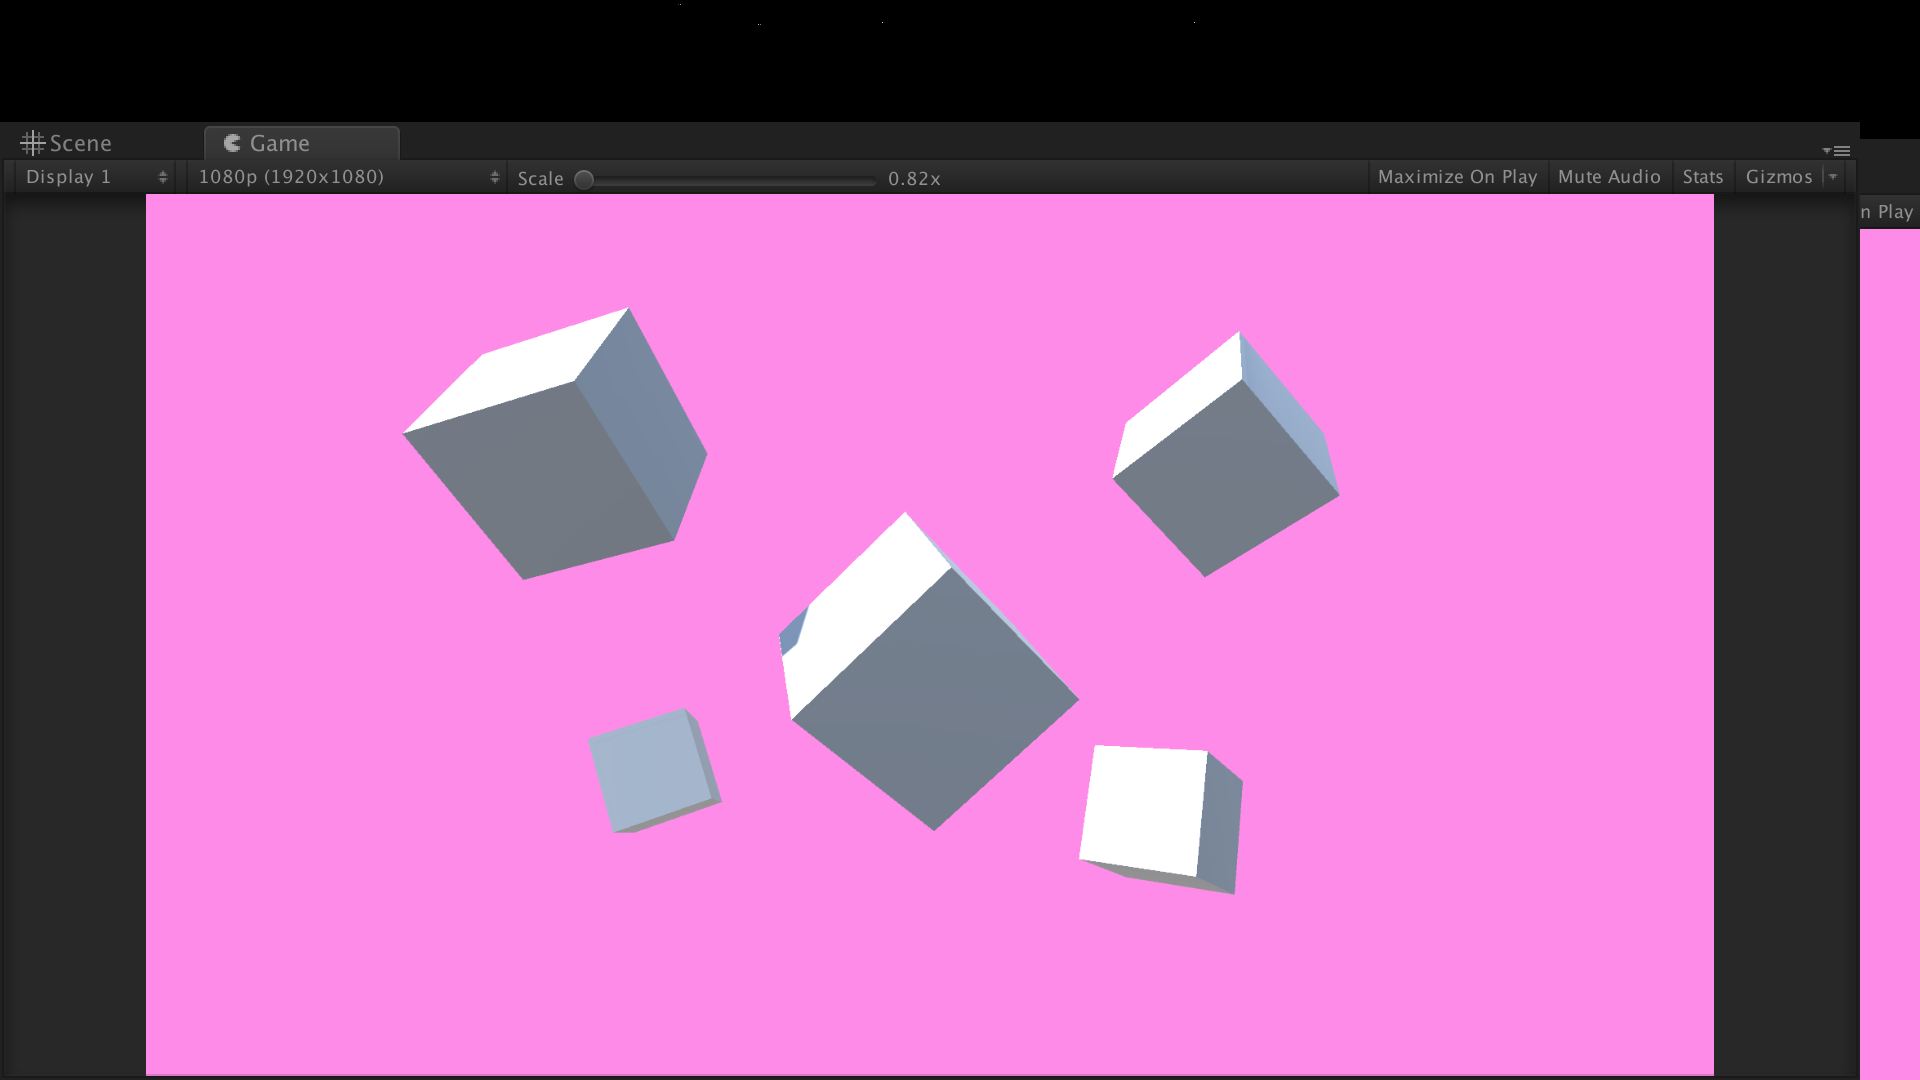 Scene
Game
Display 1
1080p (1920x1080)
Scale
0.82x
Maximize On Play
Mute Audio
Stats
Gizmos
n Play